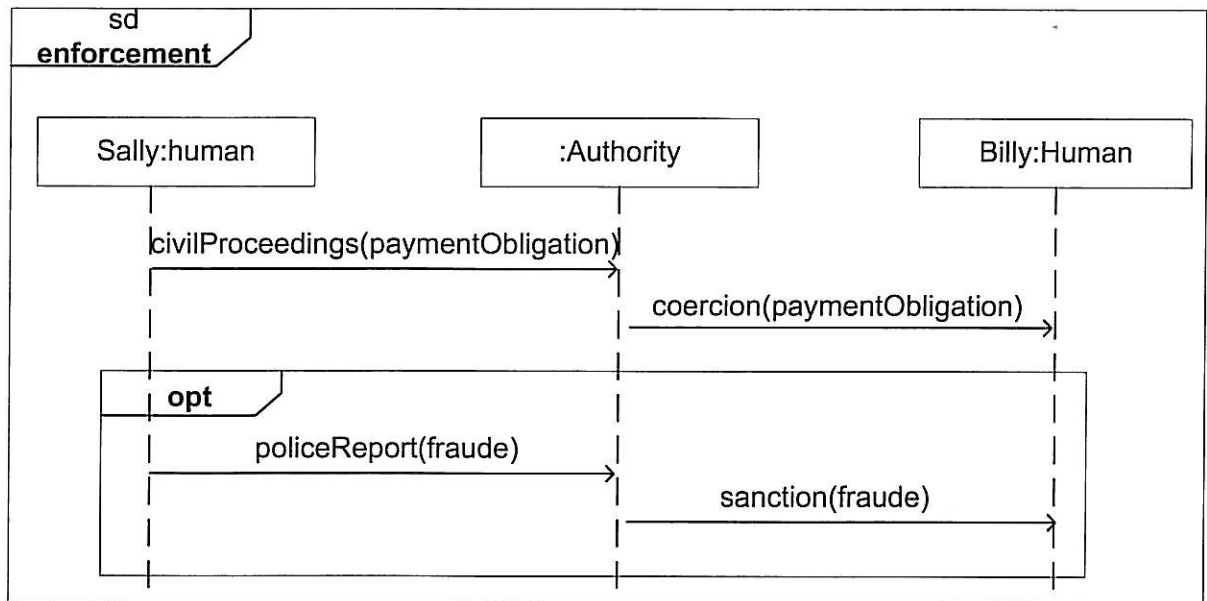 sd
enforcement
Sally:human
:Authority
Billy:Human
civilProceedings(paymentObligation)
coercion(paymentObligation)
opt
policeReport(fraude)
sanction(fraude)